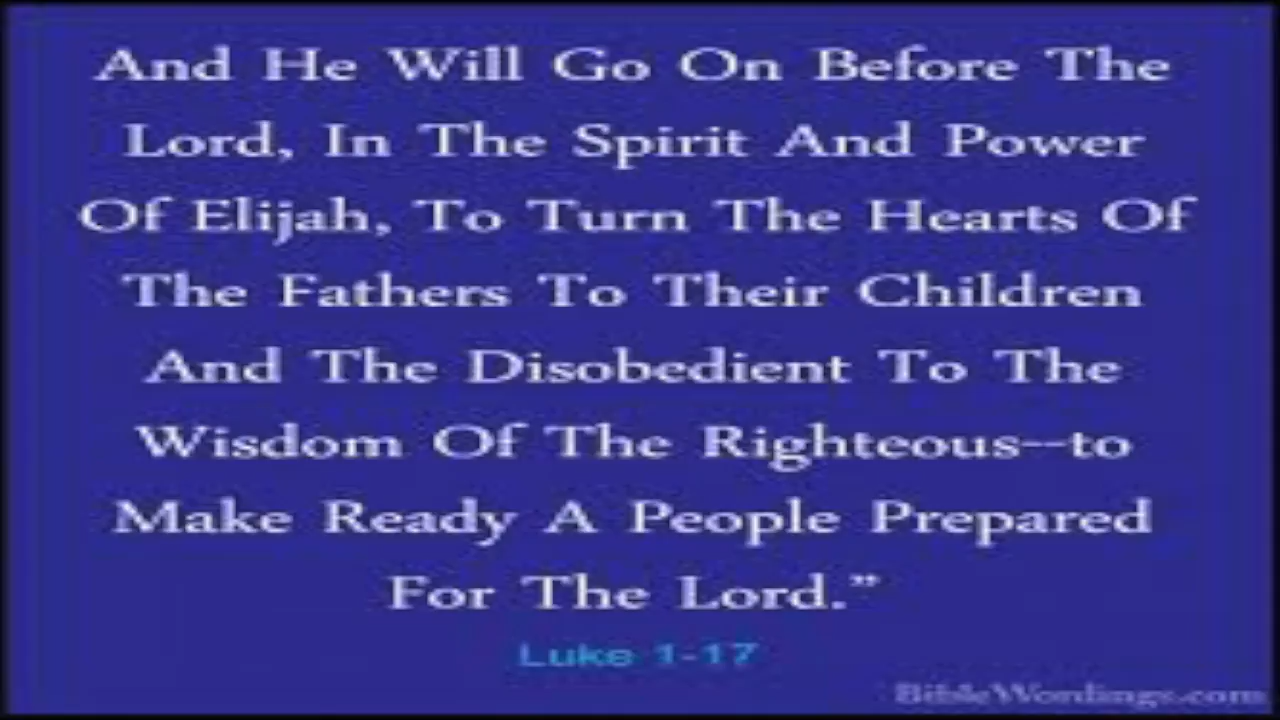 And He Will Go On Before The
Lord, In The Spirit And Power
Of Elijah, To Turn The Hearts Of
The Fathers To Their Children
And The Disobedient To The
Wisdom Of The Righteous--to
Make Ready A People Prepared
For The Lord.”
Luke 1-17
BibleWordings.com